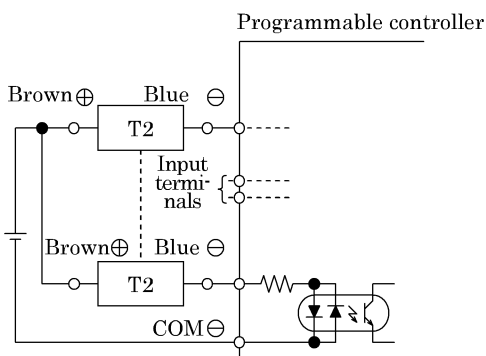 Programmable controller
Brown ⊕ Blue ⊖
T2
Input
termi-
nals
Brown ⊕ Blue ⊖
T2
COM ⊖